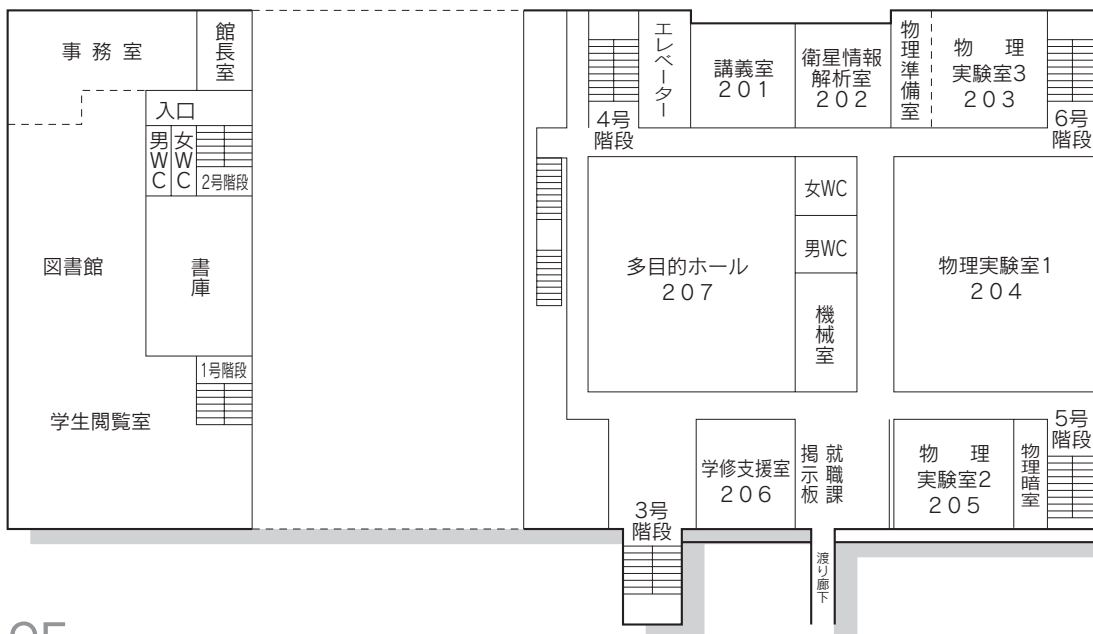 事務室
館長室
入口
男WC
女WC
2号階段
図書館
書庫
1号階段
学生閲覧室
エレベーター
4号
階段
講義室
201
衛星情報
解析室
202
物理準備室
物 理
実験室3
203
6号
階段
多目的ホール
207
女WC
男WC
機械室
物理実験室1
204
3号
階段
学修支援室
206
就職課
掲示板
渡り廊下
物 理
実験室2
205
物理暗室
5号
階段